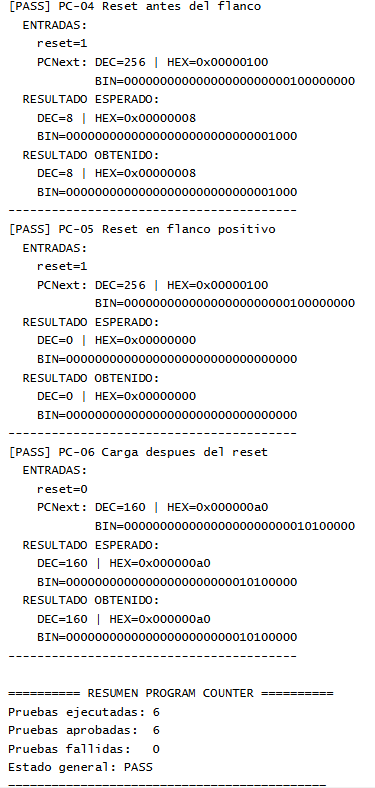 [PASS] PC-04 Reset antes del flanco
ENTRADAS:
reset=1
PCNext: DEC=256 | HEX=0x00000100
BIN=00000000000000000000000100000000
RESULTADO ESPERADO:
DEC=8 | HEX=0x00000008
BIN=00000000000000000000000000001000
RESULTADO OBTENIDO:
DEC=8 | HEX=0x00000008
BIN=00000000000000000000000000001000
----------------------------------------
[PASS] PC-05 Reset en flanco positivo
ENTRADAS:
reset=1
PCNext: DEC=256 | HEX=0x00000100
BIN=00000000000000000000000100000000
RESULTADO ESPERADO:
DEC=0 | HEX=0x00000000
BIN=00000000000000000000000000000000
RESULTADO OBTENIDO:
DEC=0 | HEX=0x00000000
BIN=00000000000000000000000000000000
----------------------------------------
[PASS] PC-06 Carga despues del reset
ENTRADAS:
reset=0
PCNext: DEC=160 | HEX=0x000000a0
BIN=00000000000000000000000010100000
RESULTADO ESPERADO:
DEC=160 | HEX=0x000000a0
BIN=00000000000000000000000010100000
RESULTADO OBTENIDO:
DEC=160 | HEX=0x000000a0
BIN=00000000000000000000000010100000
----------------------------------------
========== RESUMEN PROGRAM COUNTER ==========
Pruebas ejecutadas: 6
Pruebas aprobadas: 6
Pruebas fallidas: 0
Estado general: PASS
============================================